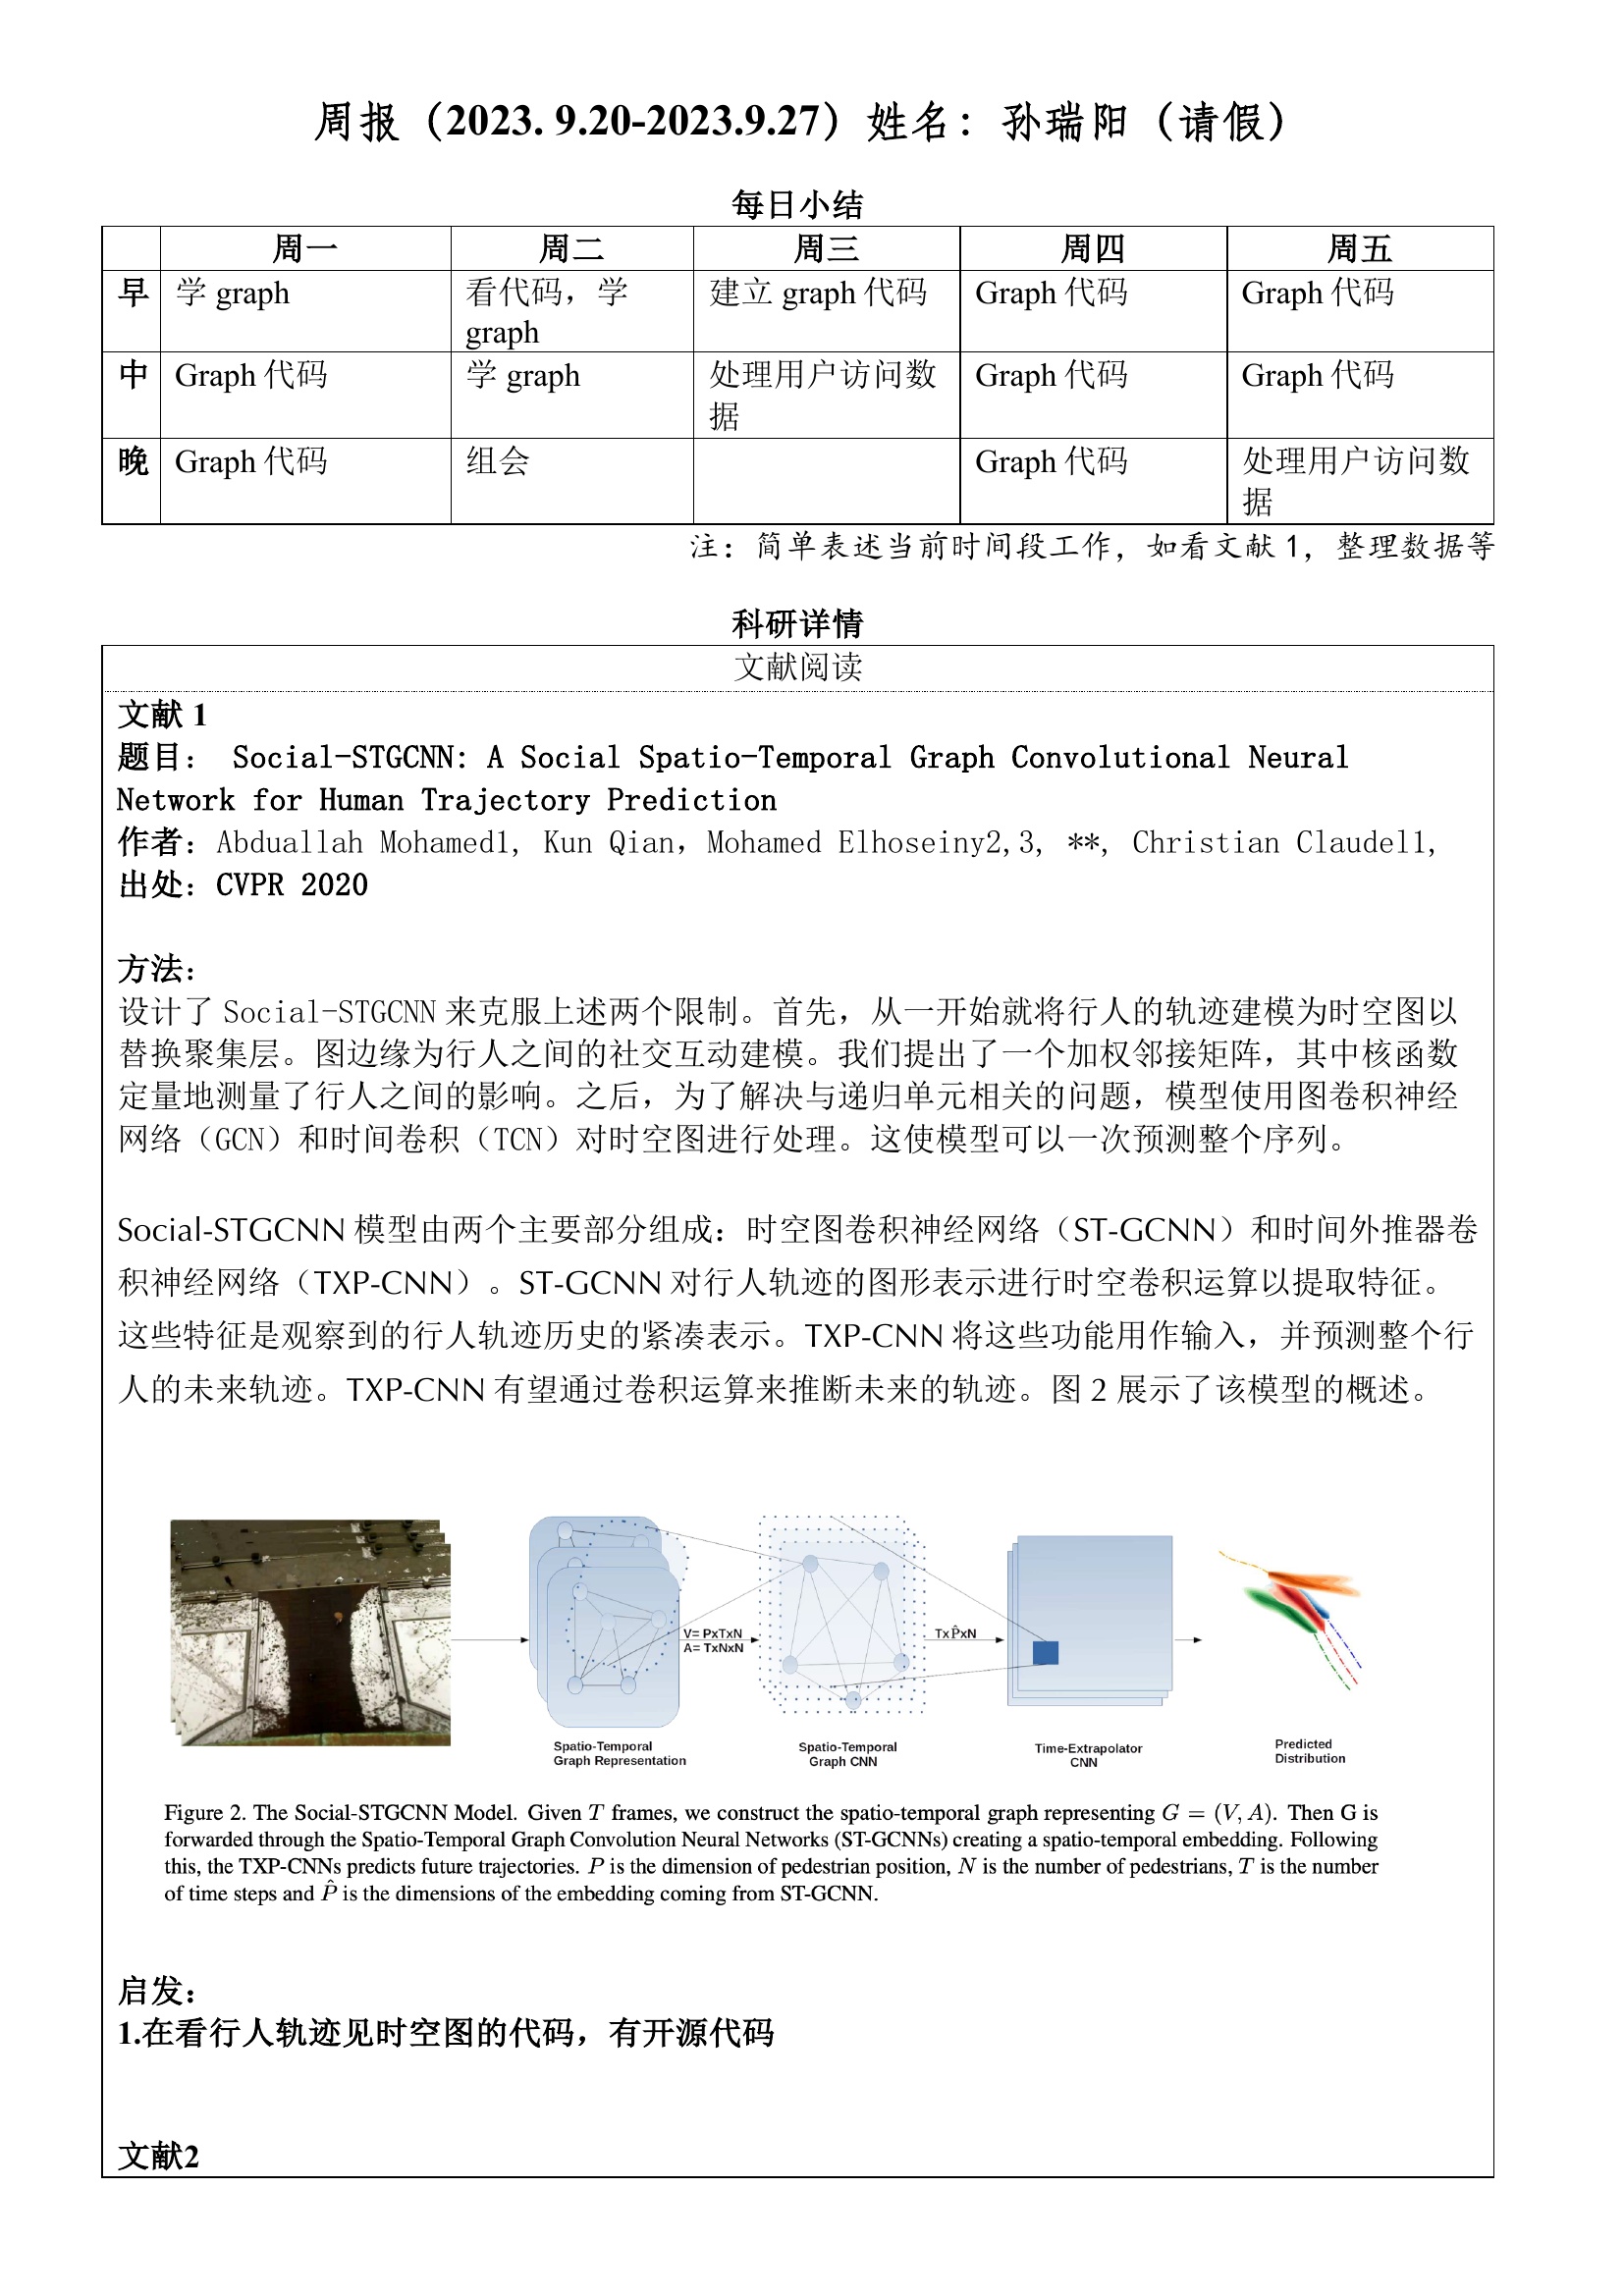 周报（2023. 9.20-2023.9.27）姓名：孙瑞阳（请假）
每日小结
周一 周二 周三 周四 周五
早 学 graph 看代码，学 graph 建立 graph 代码 Graph 代码 Graph 代码
中 Graph 代码 学 graph 处理用户访问数据 Graph 代码 Graph 代码
晚 Graph 代码 组会 Graph 代码 处理用户访问数据
注：简单表述当前时间段工作，如看文献 1，整理数据等
科研详情
文献阅读
文献 1
题目： Social-STGCNN: A Social Spatio-Temporal Graph Convolutional Neural
Network for Human Trajectory Prediction
作者：Abduallah Mohamed1, Kun Qian，Mohamed Elhoseiny2,3, **, Christian Claudel1,
出处：CVPR 2020
方法：
设计了 Social-STGCNN 来克服上述两个限制。首先，从一开始就将行人的轨迹建模为时空图以
替换聚集层。图边缘为行人之间的社交互动建模。我们提出了一个加权邻接矩阵，其中核函数
定量地测量了行人之间的影响。之后，为了解决与递归单元相关的问题，模型使用图卷积神经
网络（GCN）和时间卷积（TCN）对时空图进行处理。这使模型可以一次预测整个序列。
Social-STGCNN 模型由两个主要部分组成：时空图卷积神经网络（ST-GCNN）和时间外推器卷
积神经网络（TXP-CNN）。ST-GCNN 对行人轨迹的图形表示进行时空卷积运算以提取特征。
这些特征是观察到的行人轨迹历史的紧凑表示。TXP-CNN 将这些功能用作输入，并预测整个行
人的未来轨迹。TXP-CNN 有望通过卷积运算来推断未来的轨迹。图 2 展示了该模型的概述。
V= PxTxN
A= TxNxN
TxP̂xN
Spatio-Temporal
Graph Representation
Spatio-Temporal
Graph CNN
Time-Extrapolator
CNN
Predicted
Distribution
Figure 2. The Social-STGCNN Model. Given T frames, we construct the spatio-temporal graph representing G = (V, A). Then G is
forwarded through the Spatio-Temporal Graph Convolution Neural Networks (ST-GCNNs) creating a spatio-temporal embedding. Following
this, the TXP-CNNs predicts future trajectories. P is the dimension of pedestrian position, N is the number of pedestrians, T is the number
of time steps and P̂ is the dimensions of the embedding coming from ST-GCNN.
启发：
1.在看行人轨迹见时空图的代码，有开源代码
文献2